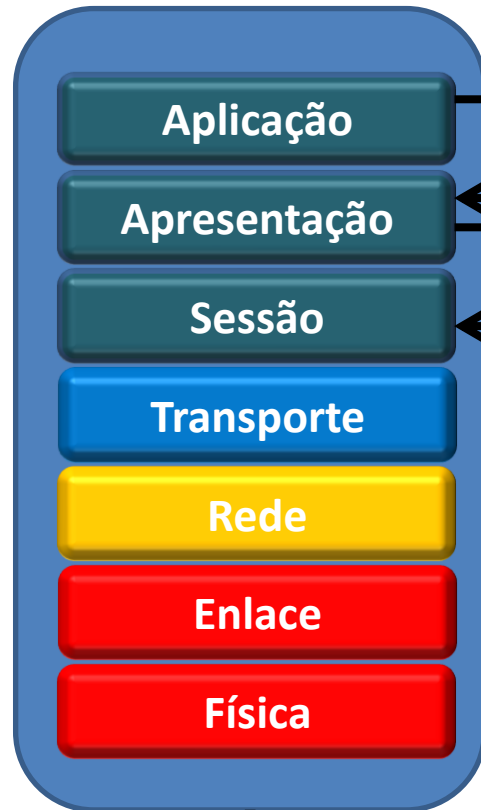 Aplicação
Apresentação
Sessão
Transporte
Rede
Enlace
Física